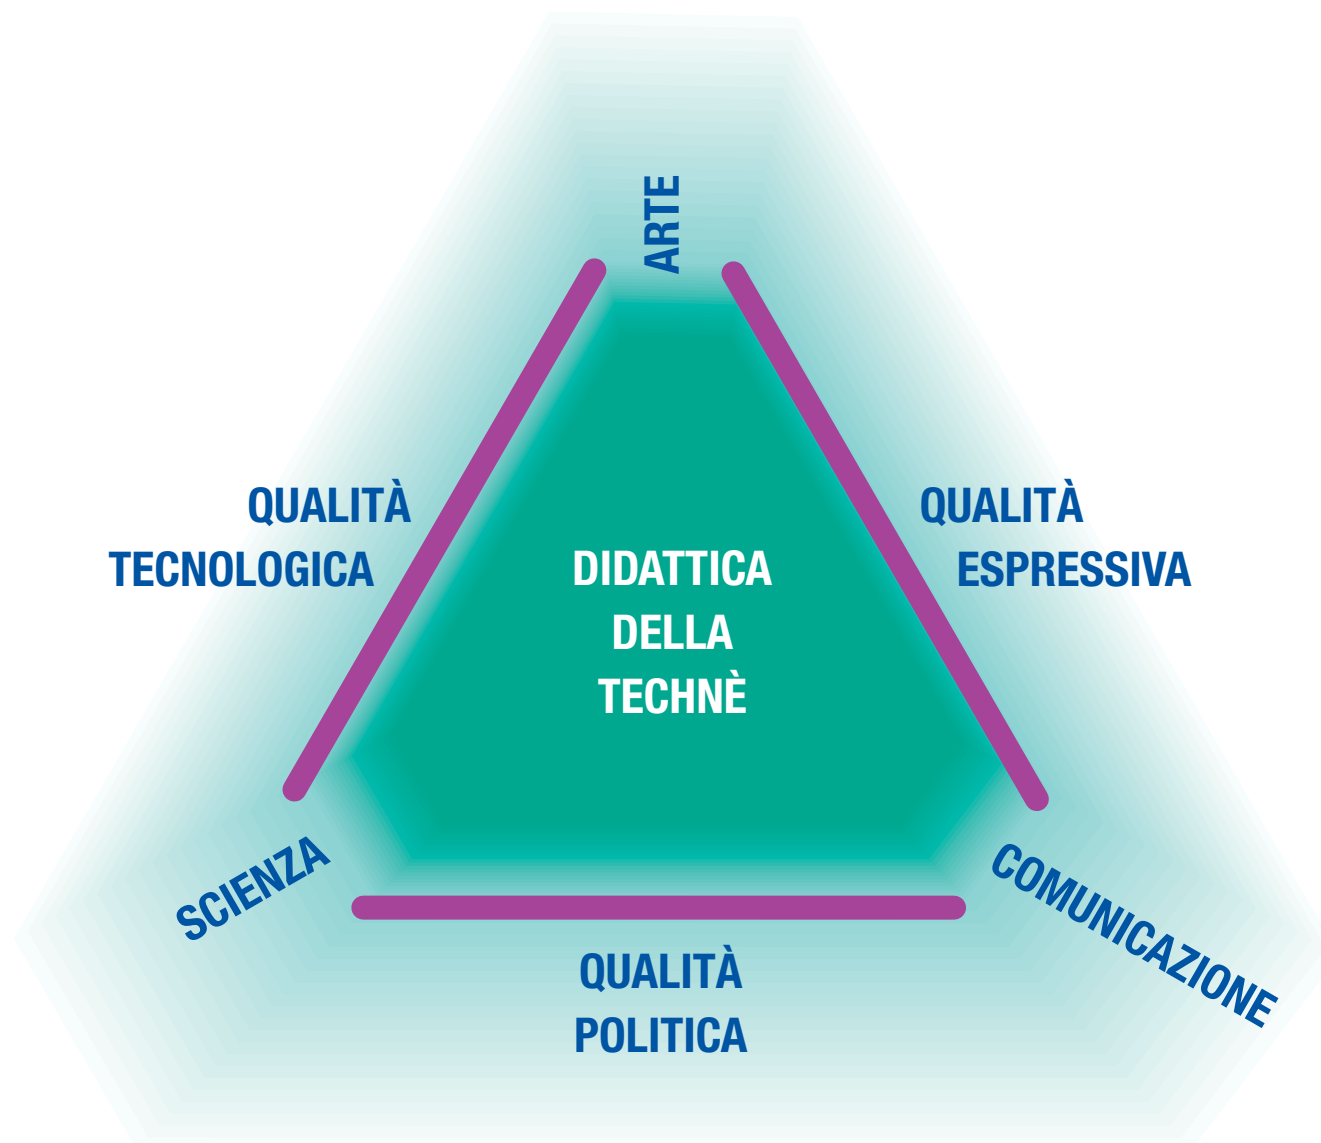 ARTE
QUALITÀ
TECNOLOGICA
QUALITÀ
ESPRESSIVA
DIDATTICA
DELLA
TECHNÈ
SCIENZA
COMUNICAZIONE
QUALITÀ
POLITICA